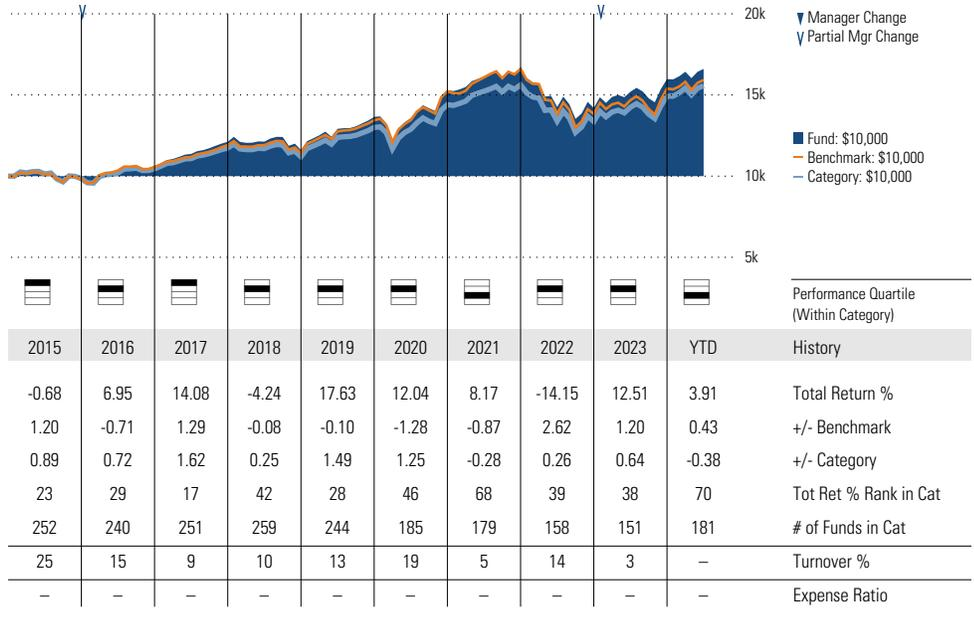 20k
15k
10k
5k
Manager Change
Partial Mgr Change
Fund: $10,000
Benchmark: $10,000
Category: $10,000
Performance Quartile
(Within Category)
2015 2016 2017 2018 2019 2020 2021 2022 2023 YTD History
-0.68 6.95 14.08 -4.24 17.63 12.04 8.17 -14.15 12.51 3.91 Total Return %
1.20 -0.71 1.29 -0.08 -0.10 -1.28 -0.87 2.62 1.20 0.43 +/- Benchmark
0.89 0.72 1.62 0.25 1.49 1.25 -0.28 0.26 0.64 -0.38 +/- Category
23 29 17 42 28 46 68 39 38 70 Tot Ret % Rank in Cat
252 240 251 259 244 185 179 158 151 181 # of Funds in Cat
25 15 9 10 13 19 5 14 3 – Turnover %
– – – – – – – – – – Expense Ratio